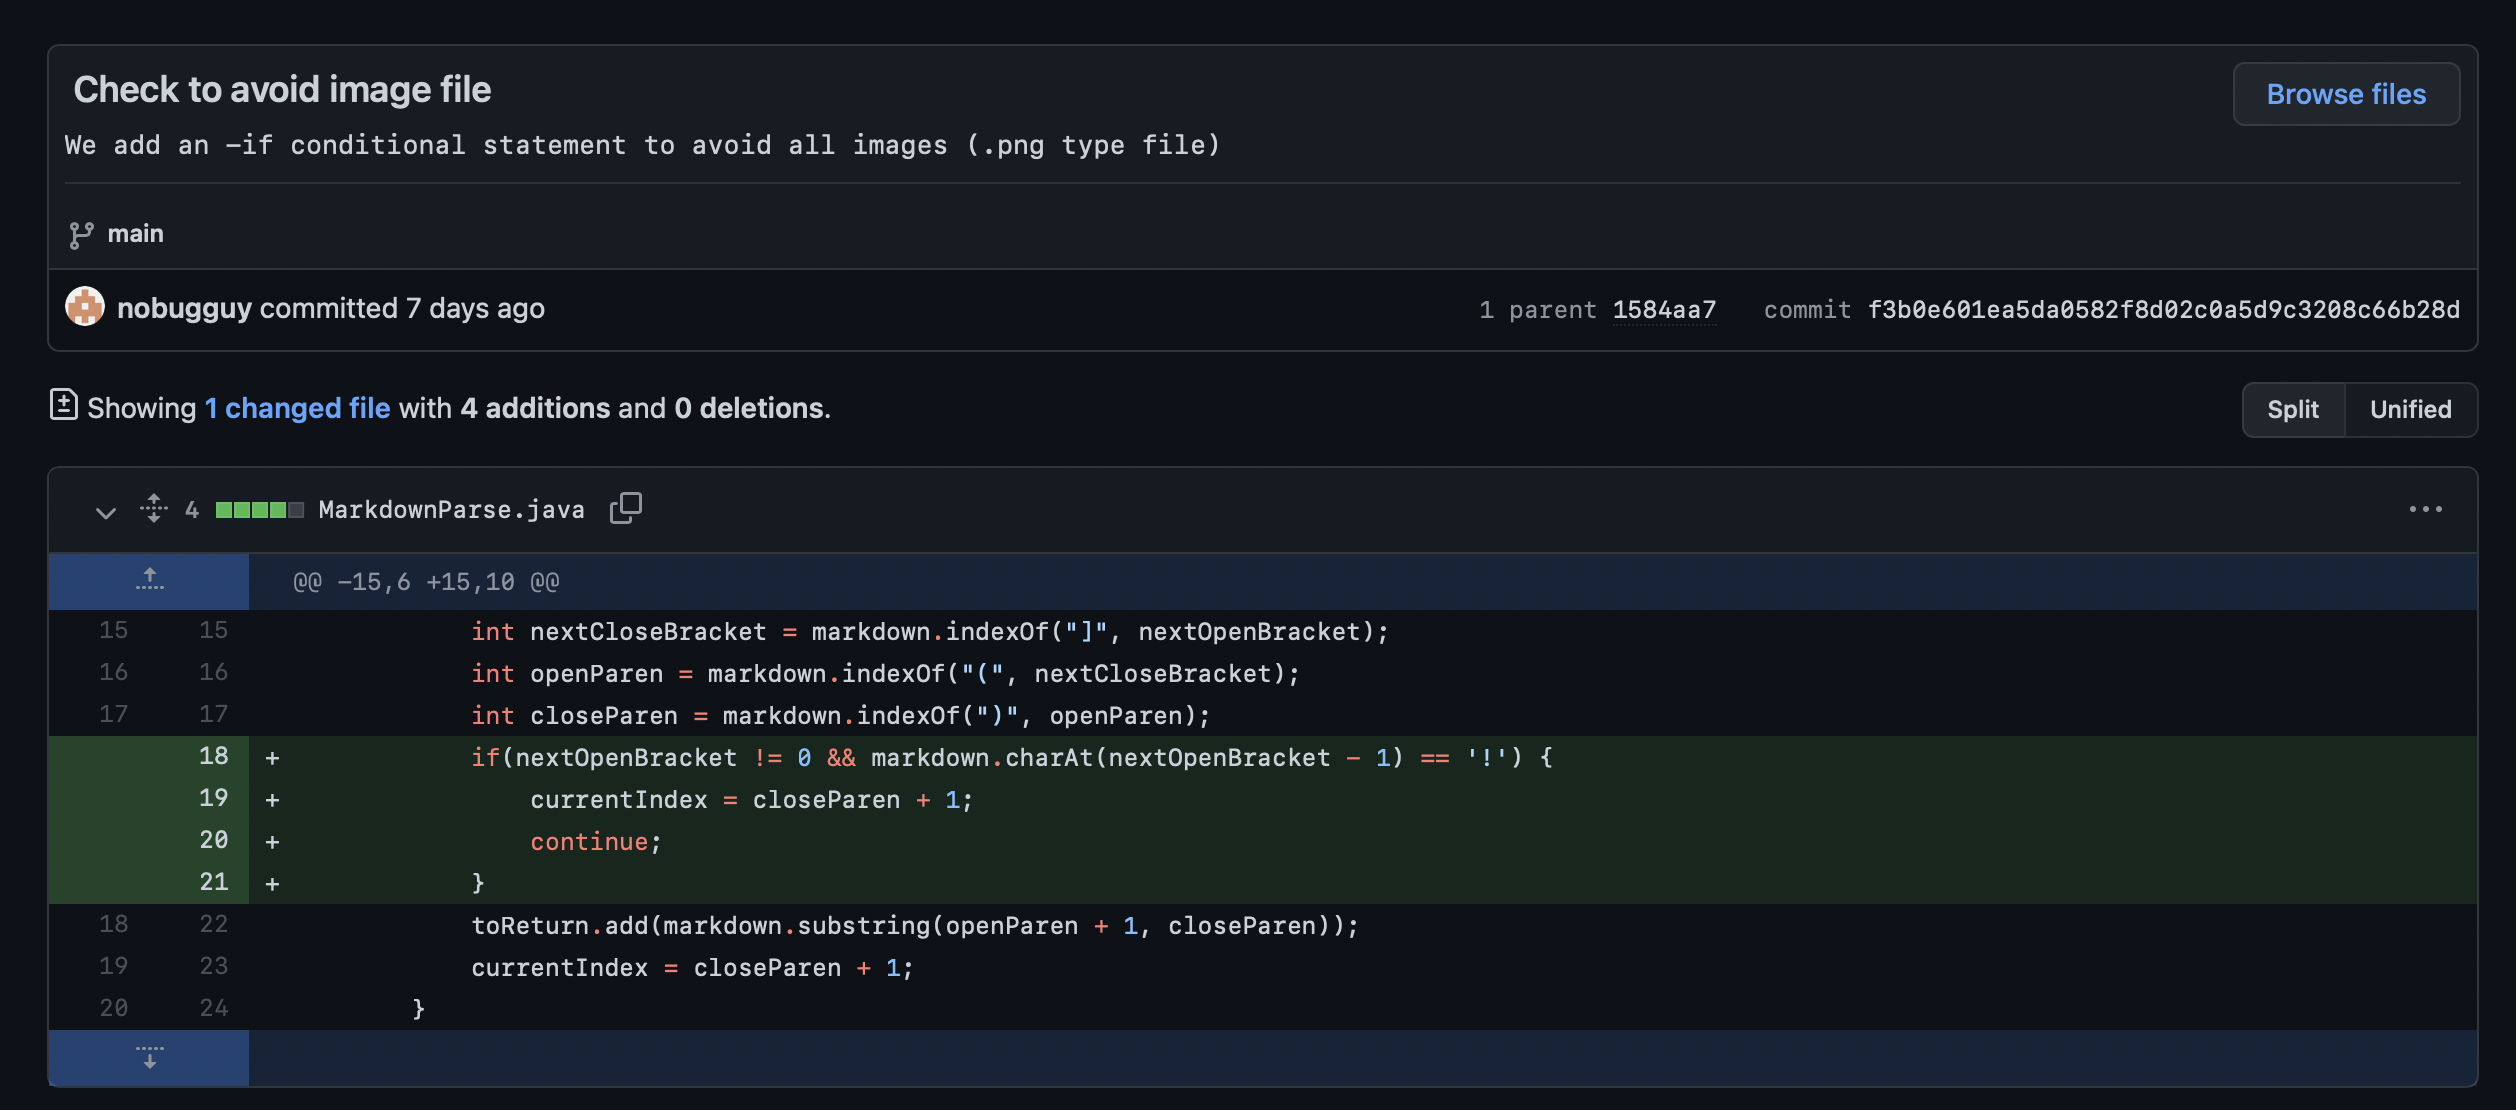 Check to avoid image file
Browse files
We add an -if conditional statement to avoid all images (.png type file)
main
nobugguy committed 7 days ago 1 parent 1584aa7 commit f3b0e601ea5da0582f8d02c0a5d9c3208c66b28d
Showing 1 changed file with 4 additions and 0 deletions. Split Unified
4 MarkdownParse.java
@@ -15,6 +15,10 @@
15 15 int nextCloseBracket = markdown.indexOf("]", nextOpenBracket);
16 16 int openParen = markdown.indexOf("(", nextCloseBracket);
17 17 int closeParen = markdown.indexOf(")", openParen);
18 + if(nextOpenBracket != 0 && markdown.charAt(nextOpenBracket - 1) == '!') {
19 + currentIndex = closeParen + 1;
20 + continue;
21 + }
18 22 toReturn.add(markdown.substring(openParen + 1, closeParen));
19 23 currentIndex = closeParen + 1;
20 24 }